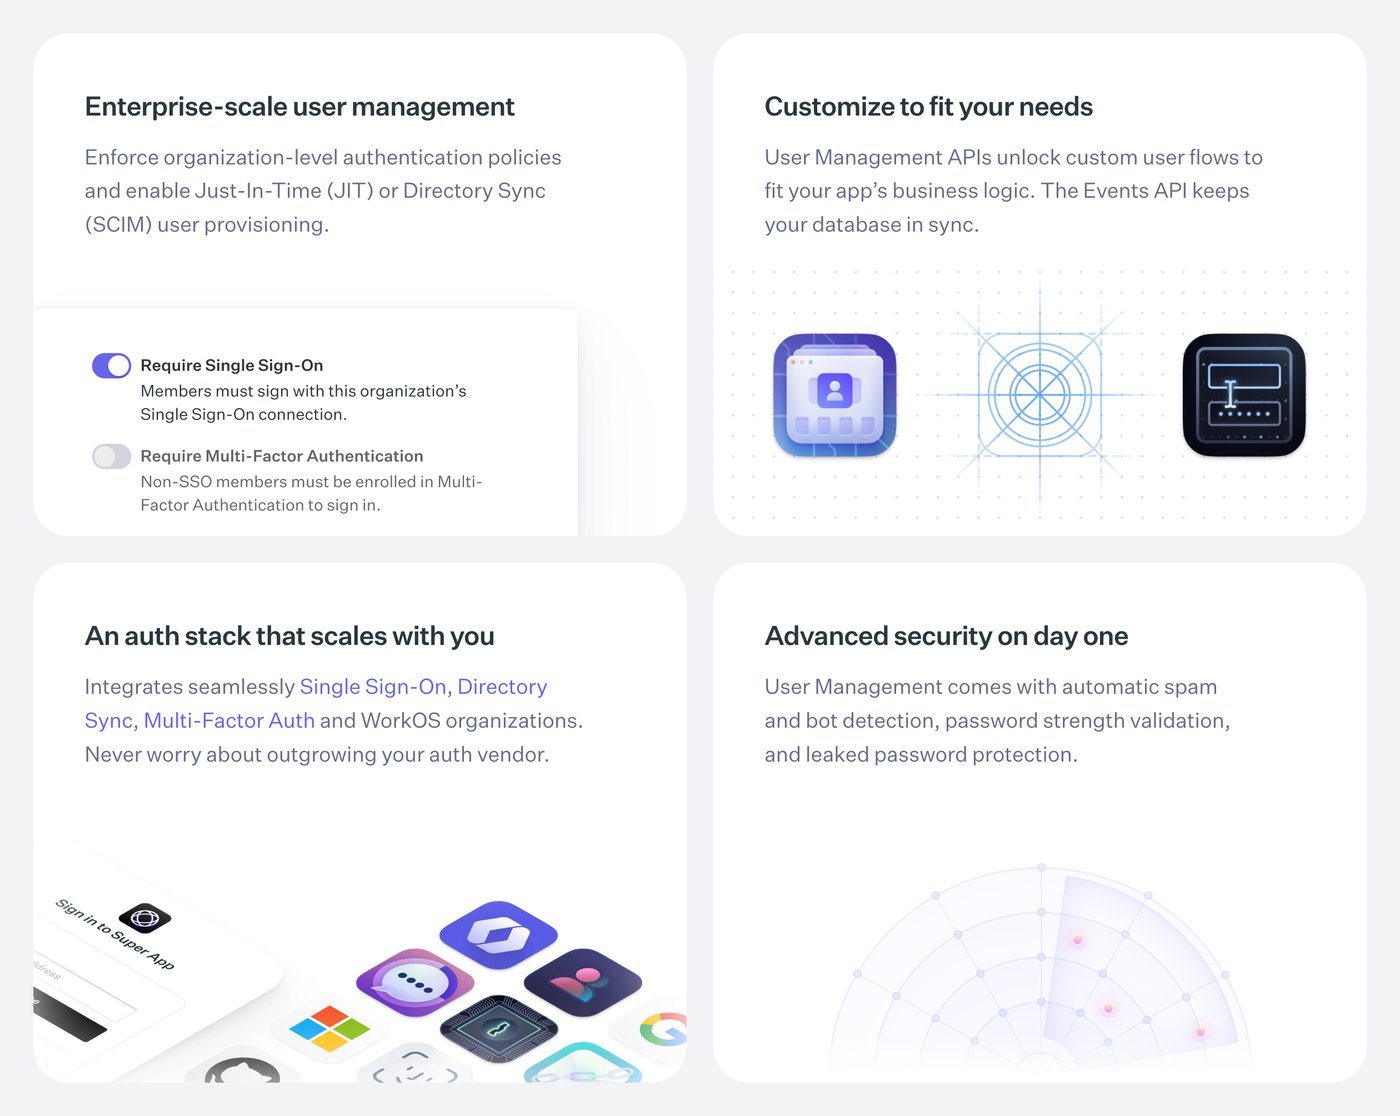 Enterprise-scale user management
Enforce organization-level authentication policies
and enable Just-In-Time (JIT) or Directory Sync
(SCIM) user provisioning.
Require Single Sign-On
Members must sign with this organization’s
Single Sign-On connection.
Require Multi-Factor Authentication
Non-SSO members must be enrolled in Multi-
Factor Authentication to sign in.
Customize to fit your needs
User Management APIs unlock custom user flows to
fit your app’s business logic. The Events API keeps
your database in sync.
An auth stack that scales with you
Integrates seamlessly Single Sign-On, Directory
Sync, Multi-Factor Auth and WorkOS organizations.
Never worry about outgrowing your auth vendor.
Sign in to Super App
Advanced security on day one
User Management comes with automatic spam
and bot detection, password strength validation,
and leaked password protection.